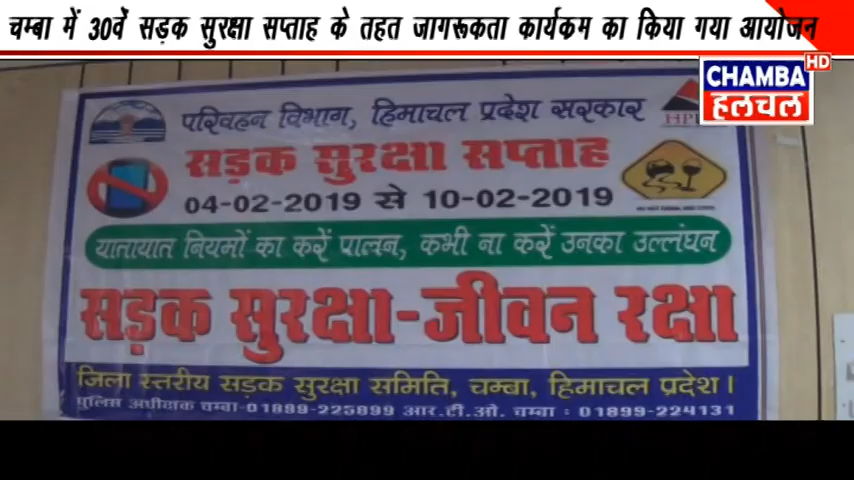 चम्बा में 30वें सड़क सुरक्षा सप्ताह के तहत जागरूकता कार्यकम का किया गया आयोजन
CHAMBA HD
हलचल
परिवहन विभाग, हिमाचल प्रदेश सरकार
सड़क सुरक्षा सप्ताह
04-02-2019 से 10-02-2019
यातायात नियमों का करें पालन, कभी ना करें उनका उल्लंघन
सड़क सुरक्षा-जीवन रक्षा
जिला स्तरीय सड़क सुरक्षा समिति, चम्बा, हिमाचल प्रदेश।
पुलिस अधीक्षक चम्बा-01899-225899 आर.टी.ओ. चम्बा : 01899-224131